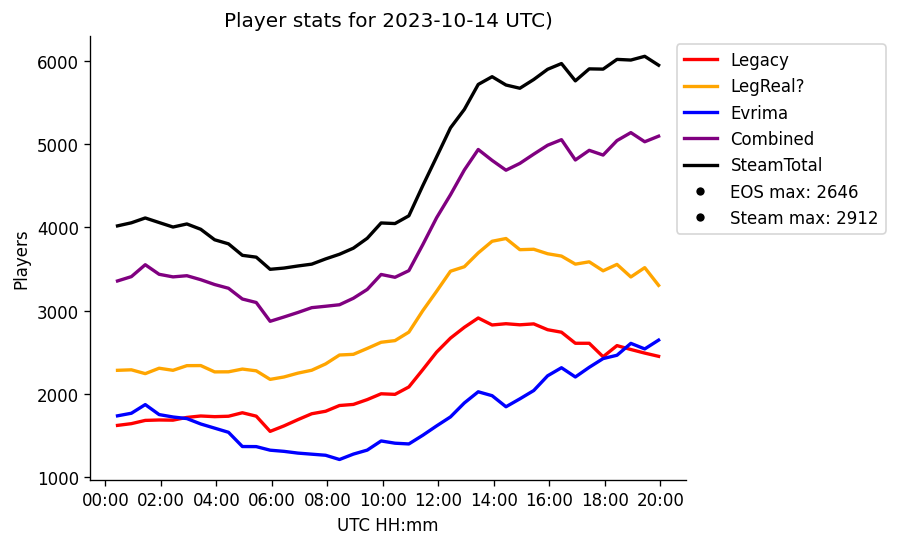 Player stats for 2023-10-14 UTC)
Legacy
LegReal?
Evrima
Combined
SteamTotal
EOS max: 2646
Steam max: 2912
Players
6000
5000
4000
3000
2000
1000
00:00 02:00 04:00 06:00 08:00 10:00 12:00 14:00 16:00 18:00 20:00
UTC HH:mm